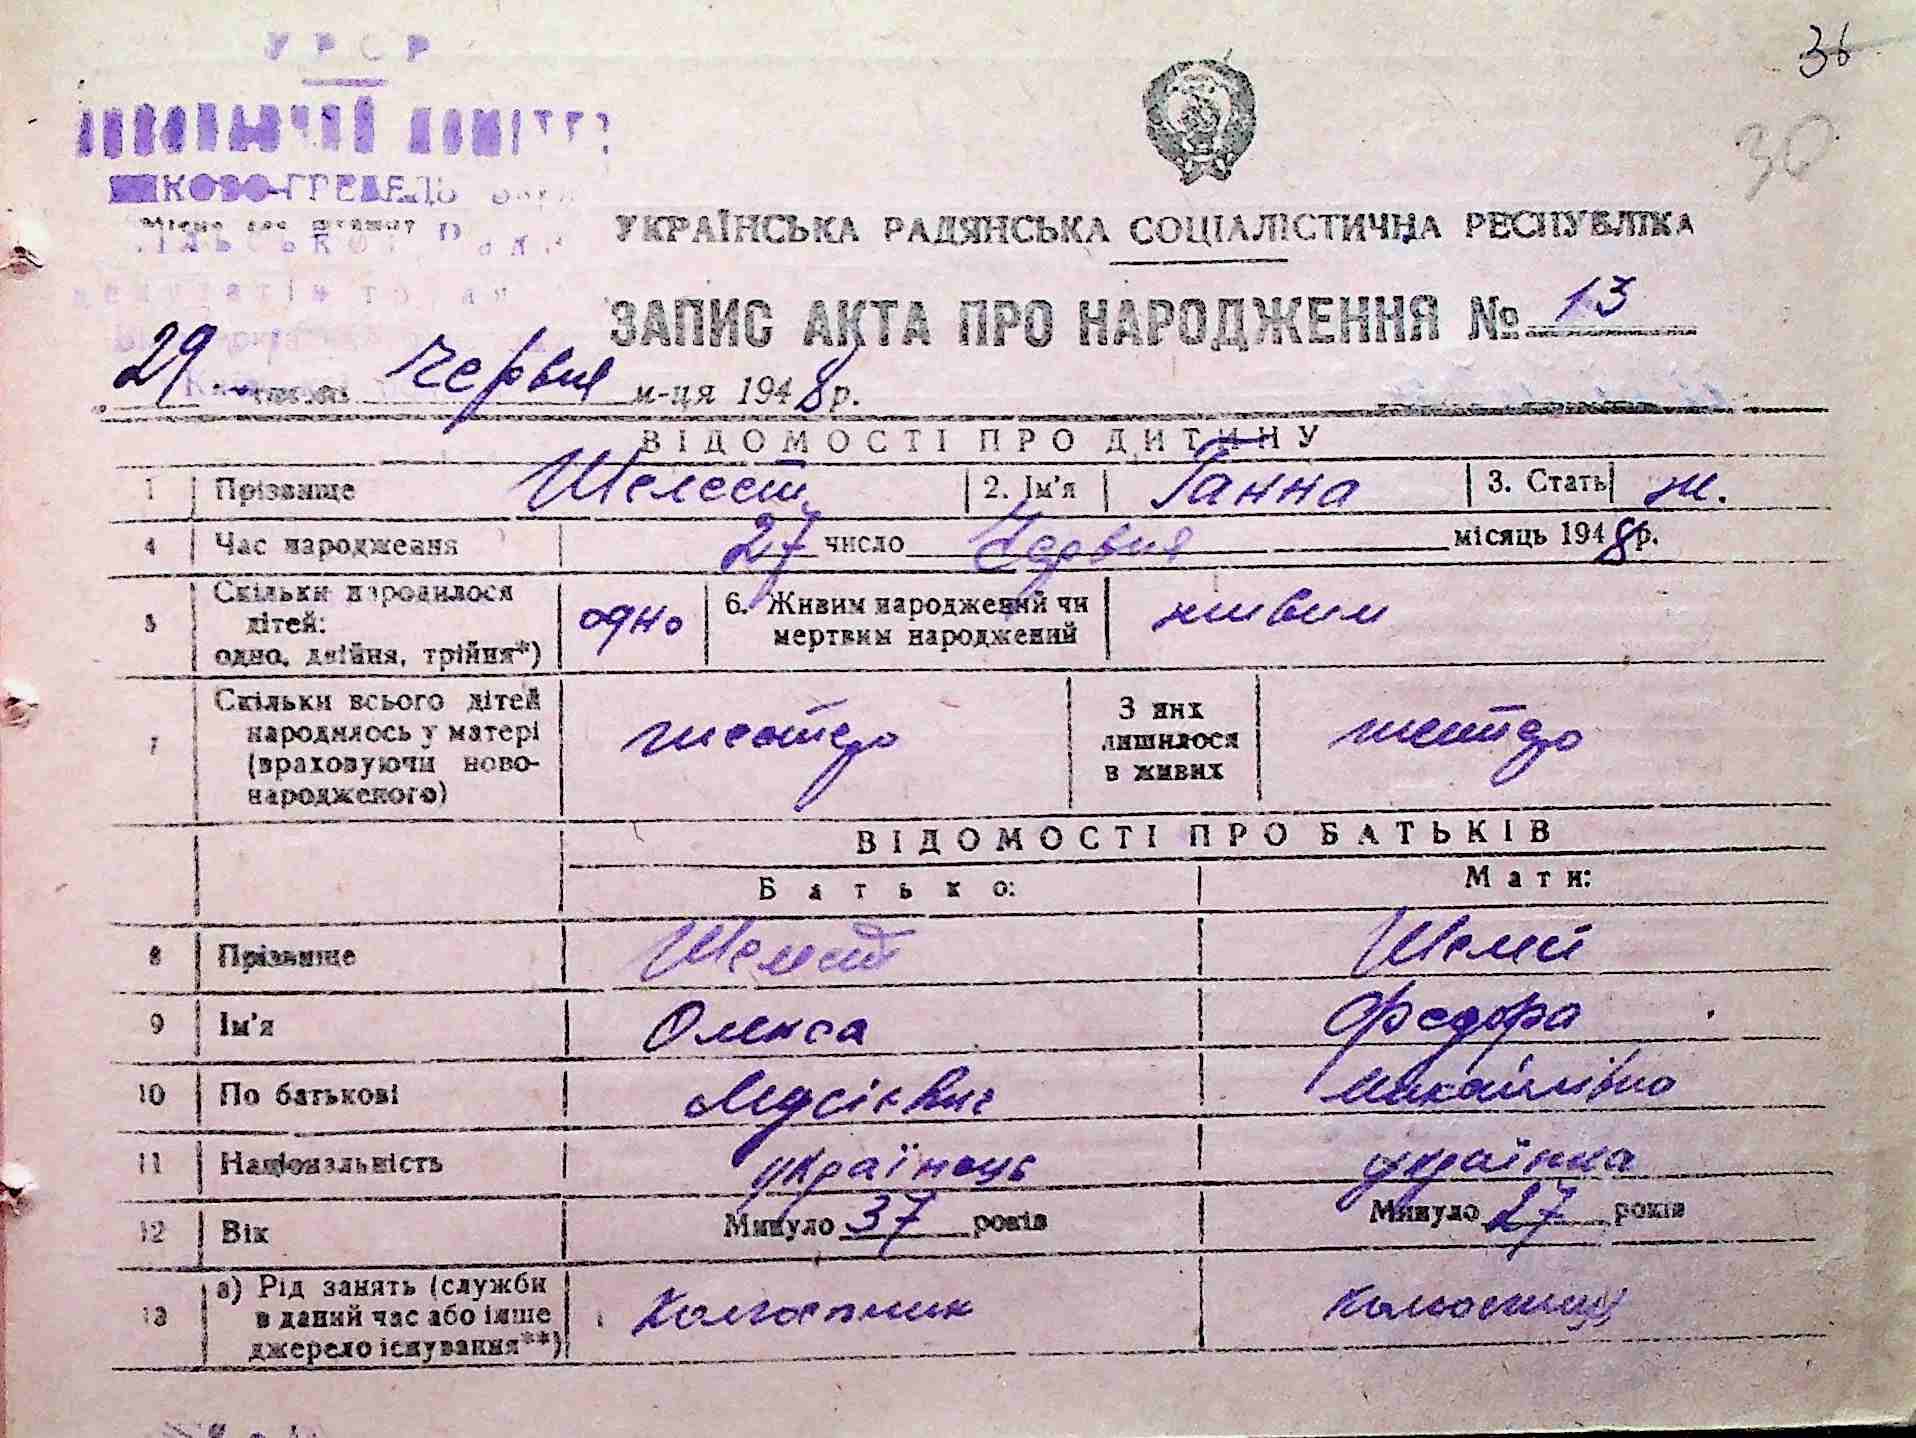 36
30
УРСР
УКРАЇНСЬКА РАДЯНСЬКА СОЦІАЛІСТИЧНА РЕСПУБЛІКА
ЗАПИС АКТА ПРО НАРОДЖЕННЯ № 13
29 червня м-ця 1948 р.
ВІДОМОСТІ ПРО ДИТИНУ
1 Прізвище Шелест 2. Ім'я Ганна 3. Стать ж.
4 Час народження 27 число Червня місяць 1948 р.
5 Скільки народилося дітей: одно, двійня, трійня*) одно 6. Живим народжений чи мертвим народжений живим
7 Скільки всього дітей народилось у матері (враховуючи ново-народженого) шестеро З них лишилося в живих шестеро
ВІДОМОСТІ ПРО БАТЬКІВ
Батько: Мати:
8 Прізвище Шелест Шелест
9 Ім'я Олекса Федора
10 По батькові Мусієвич Михайлівна
11 Національність українець українка
12 Вік Минуло 37 років Минуло 27 років
13 а) Рід занять (служби в даний час або інше джерело існування**) Колгоспник колгоспниця